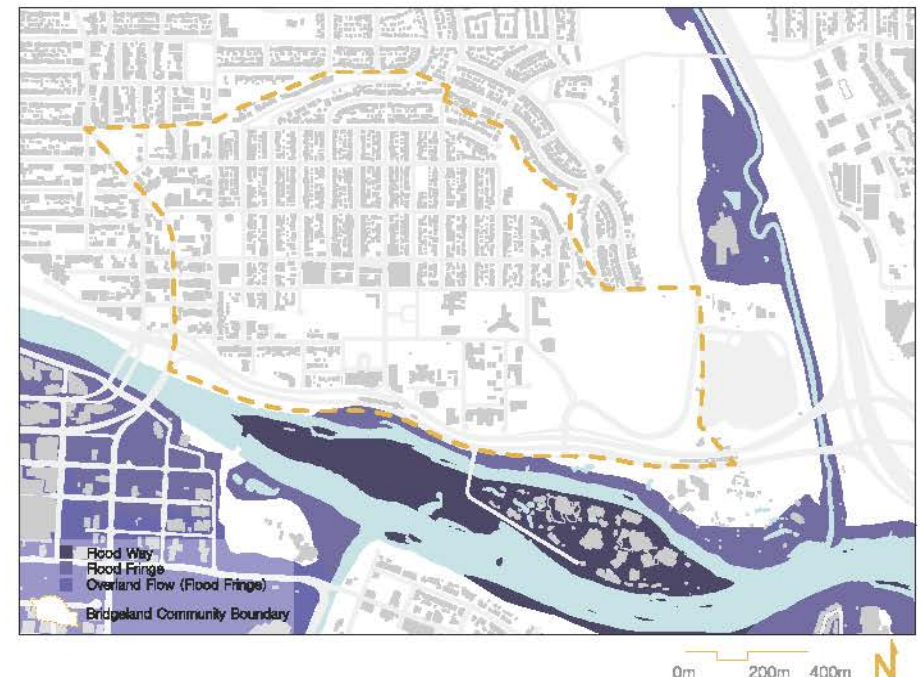 Flood Way
Flood Fringe
Overland Flow (Flood Fringe)
Bridgeland Community Boundary
0m 200m 400m N